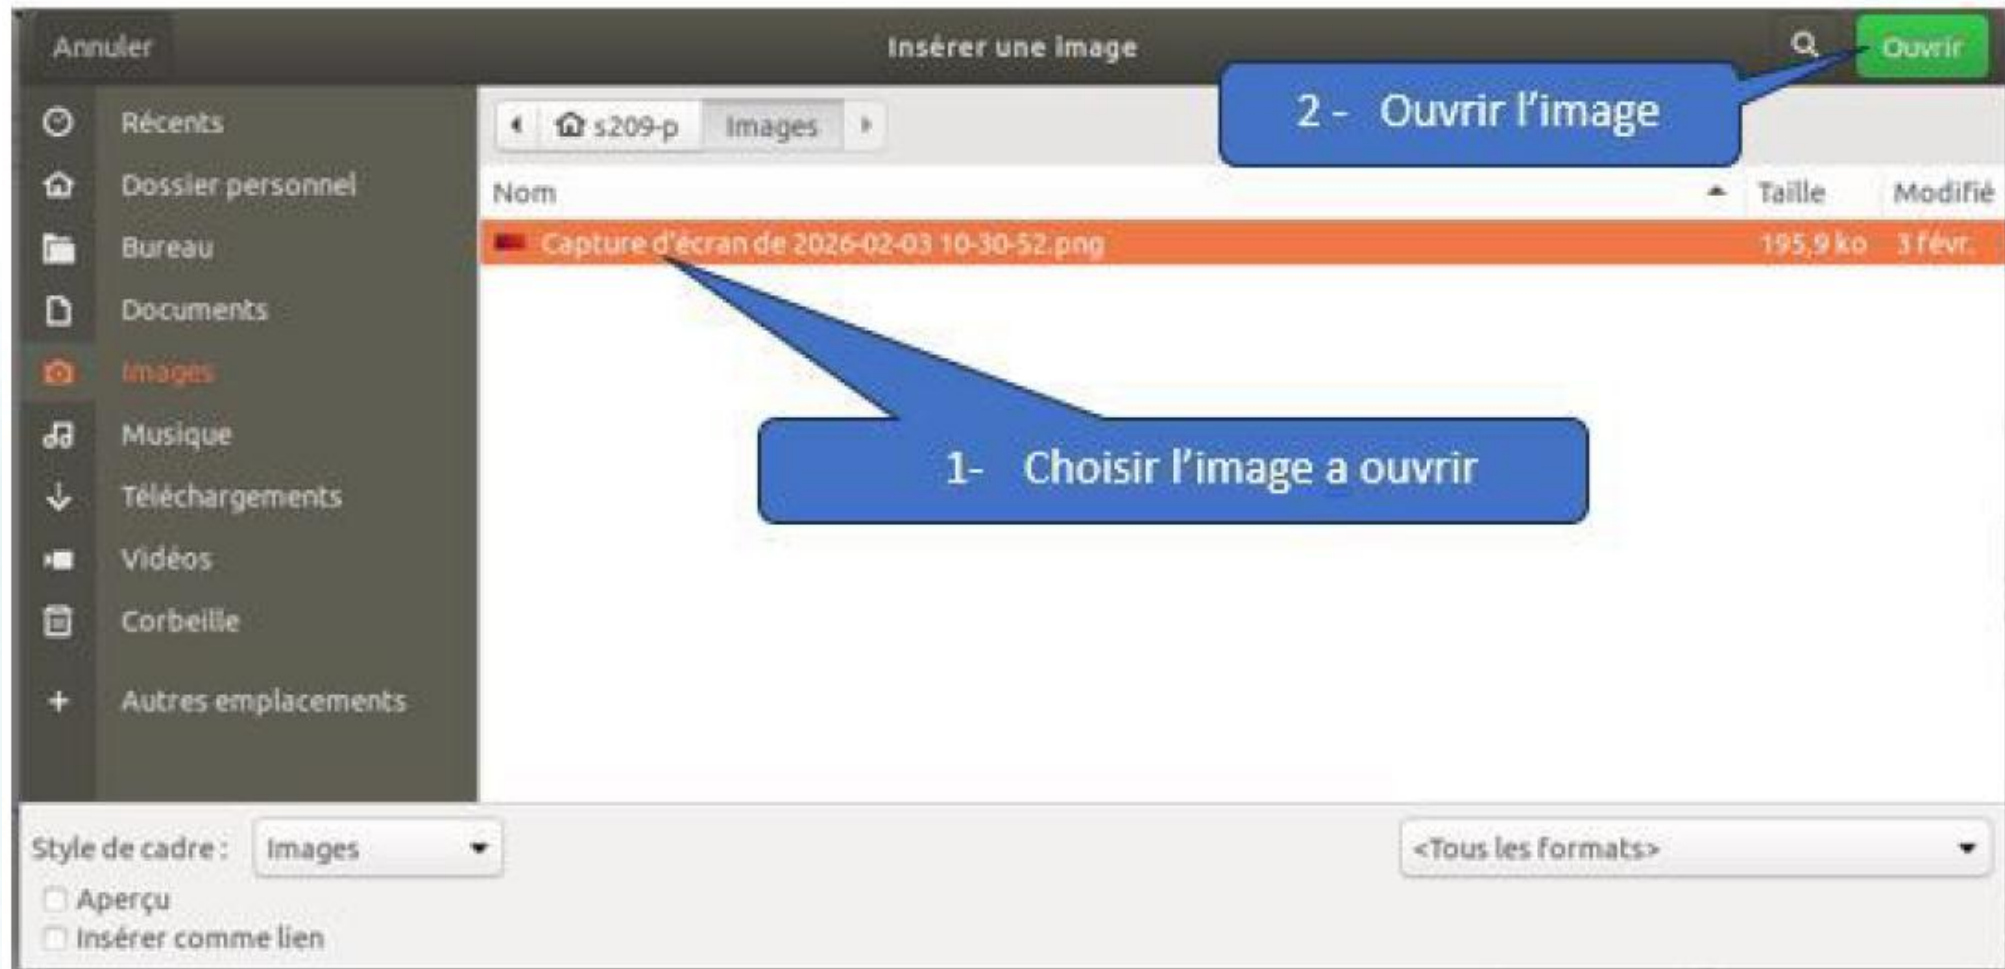 Annuler
Insérer une image
Ouvrir
2 - Ouvrir l'image
Récents
Dossier personnel
Bureau
Documents
Images
Musique
Téléchargements
Vidéos
Corbeille
Autres emplacements
s209-p Images
Nom Taille Modifié
Capture d'écran de 2026-02-03 10-30-52.png 195,9 ko 3 févr.
1- Choisir l'image a ouvrir
Style de cadre : Images
<Tous les formats>
Aperçu
Insérer comme lien